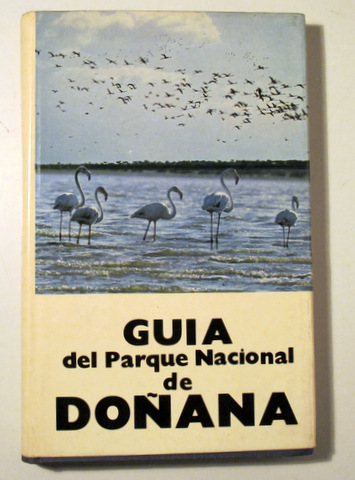 GUIA
del Parque Nacional
de
DOÑANA